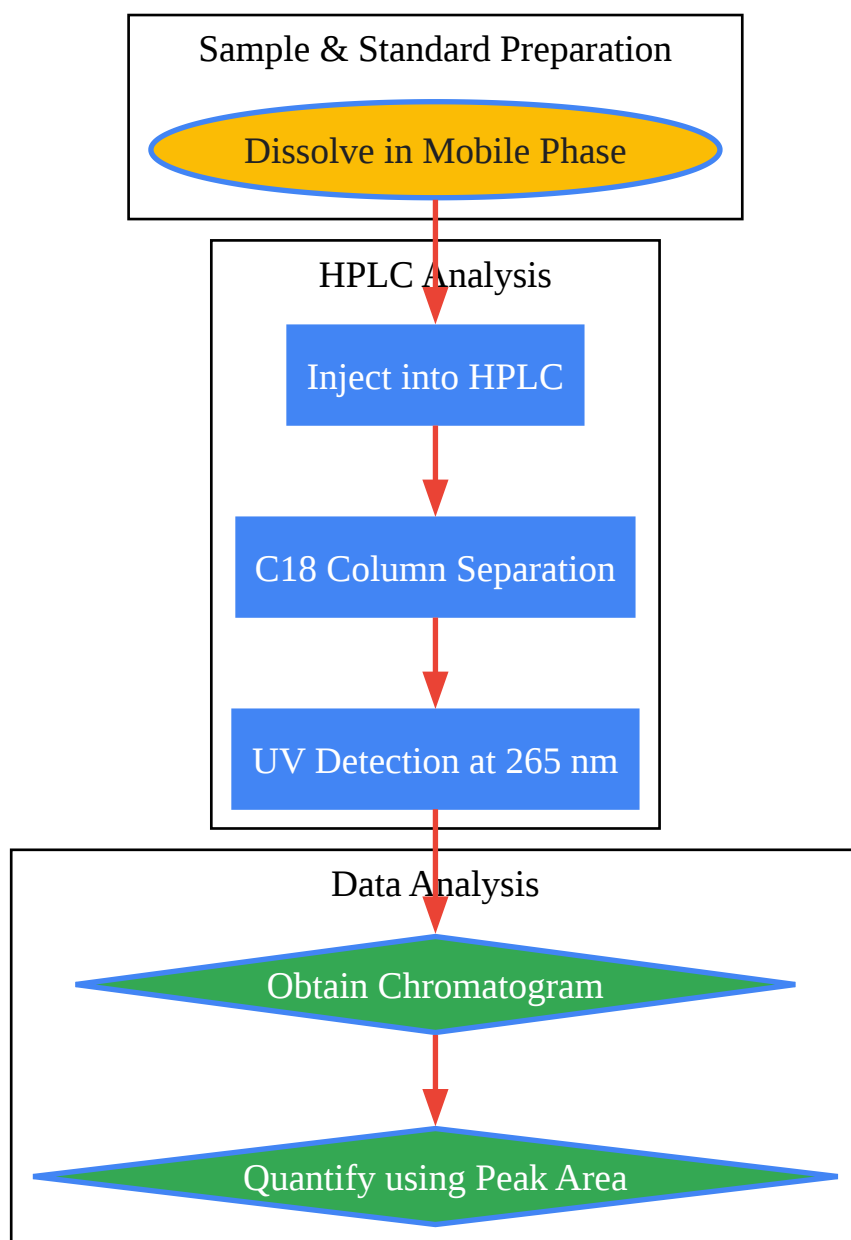 Sample & Standard Preparation
Dissolve in Mobile Phase
HPLC Analysis
Inject into HPLC
C18 Column Separation
UV Detection at 265 nm
Data Analysis
Obtain Chromatogram
Quantify using Peak Area